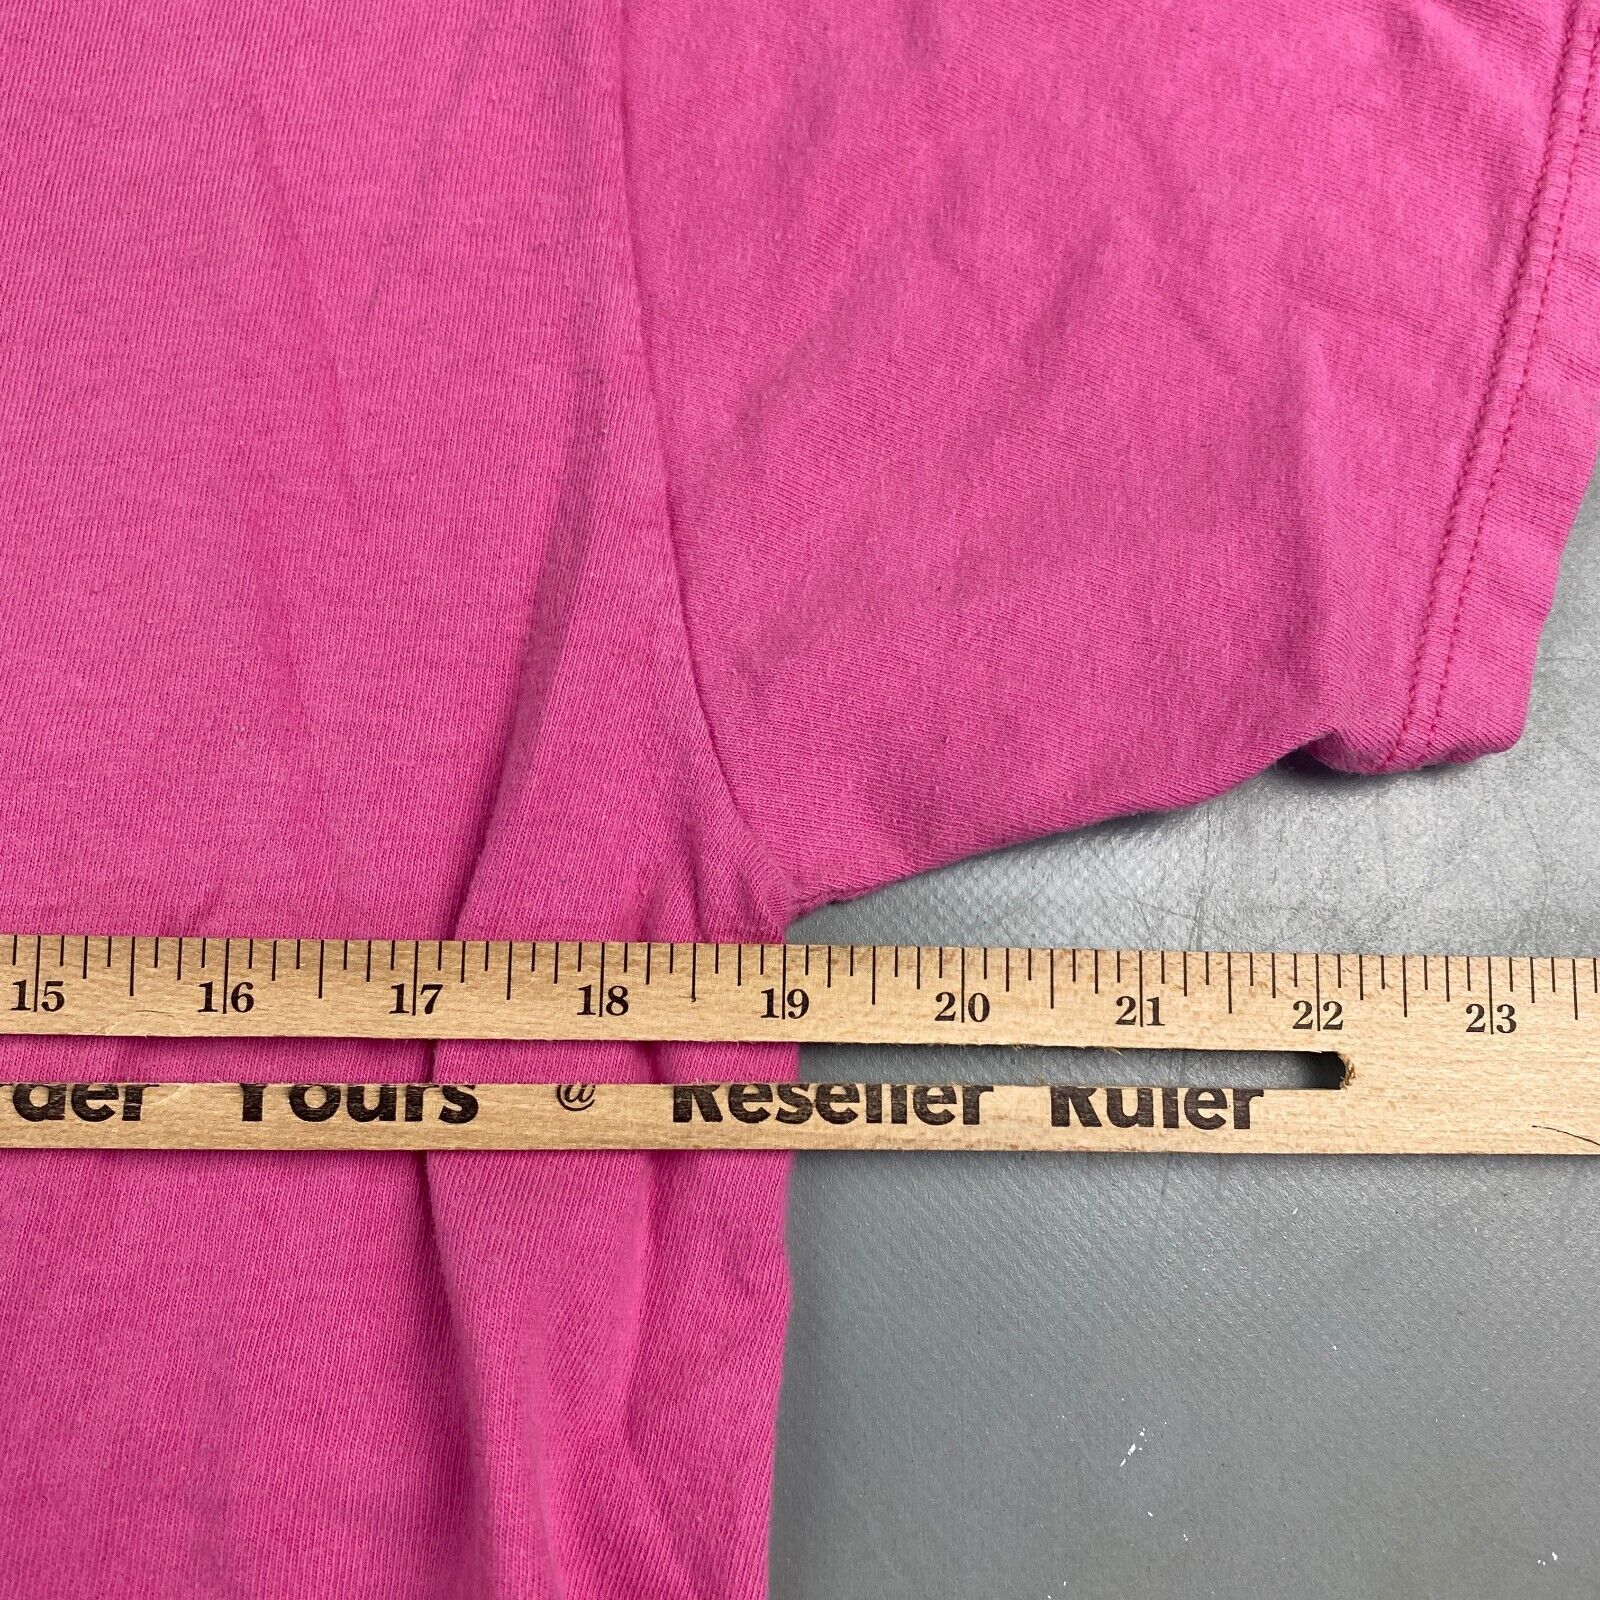 15 16 17 18 19 20 21 22 23
Yours @ Reseller Ruler